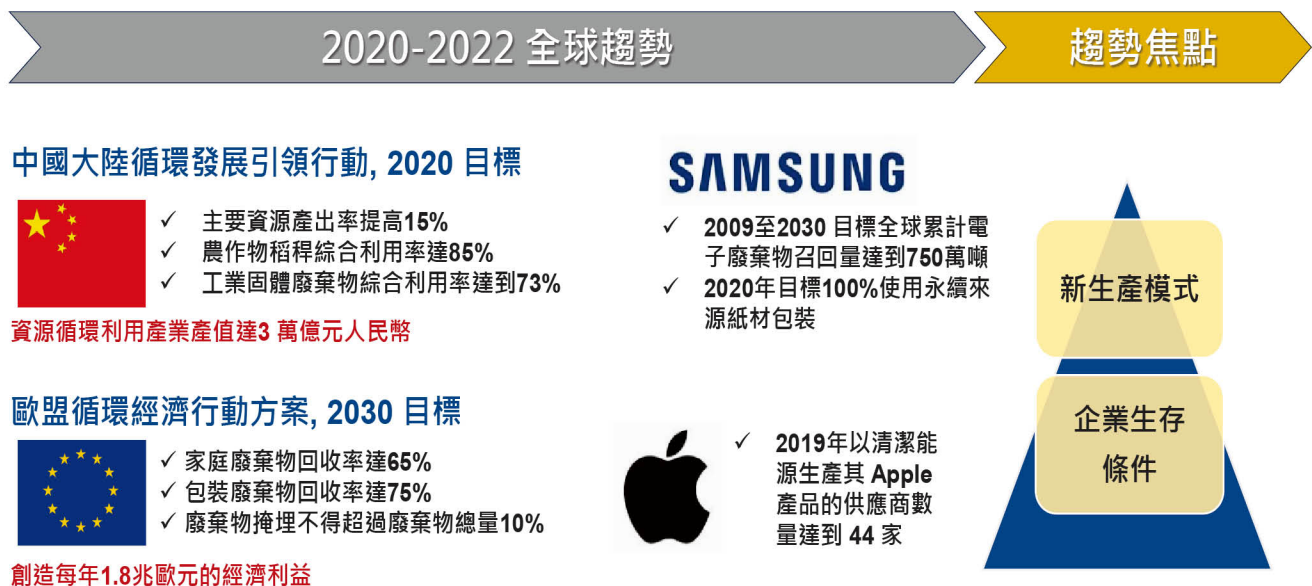 2020-2022 全球趨勢
趨勢焦點
中國大陸循環發展引領行動, 2020 目標
✓ 主要資源產出率提高15%
✓ 農作物稻稈綜合利用率達85%
✓ 工業固體廢棄物綜合利用率達到73%
資源循環利用產業產值達3 萬億元人民幣
歐盟循環經濟行動方案, 2030 目標
✓ 家庭廢棄物回收率達65%
✓ 包裝廢棄物回收率達75%
✓ 廢棄物掩埋不得超過廢棄物總量10%
創造每年1.8兆歐元的經濟利益
SAMSUNG
✓ 2009至2030 目標全球累計電
子廢棄物召回量達到750萬噸
✓ 2020年目標100%使用永續來
源紙材包裝
✓ 2019年以清潔能
源生產其 Apple
產品的供應商數
量達到 44 家
新生產模式
企業生存
條件